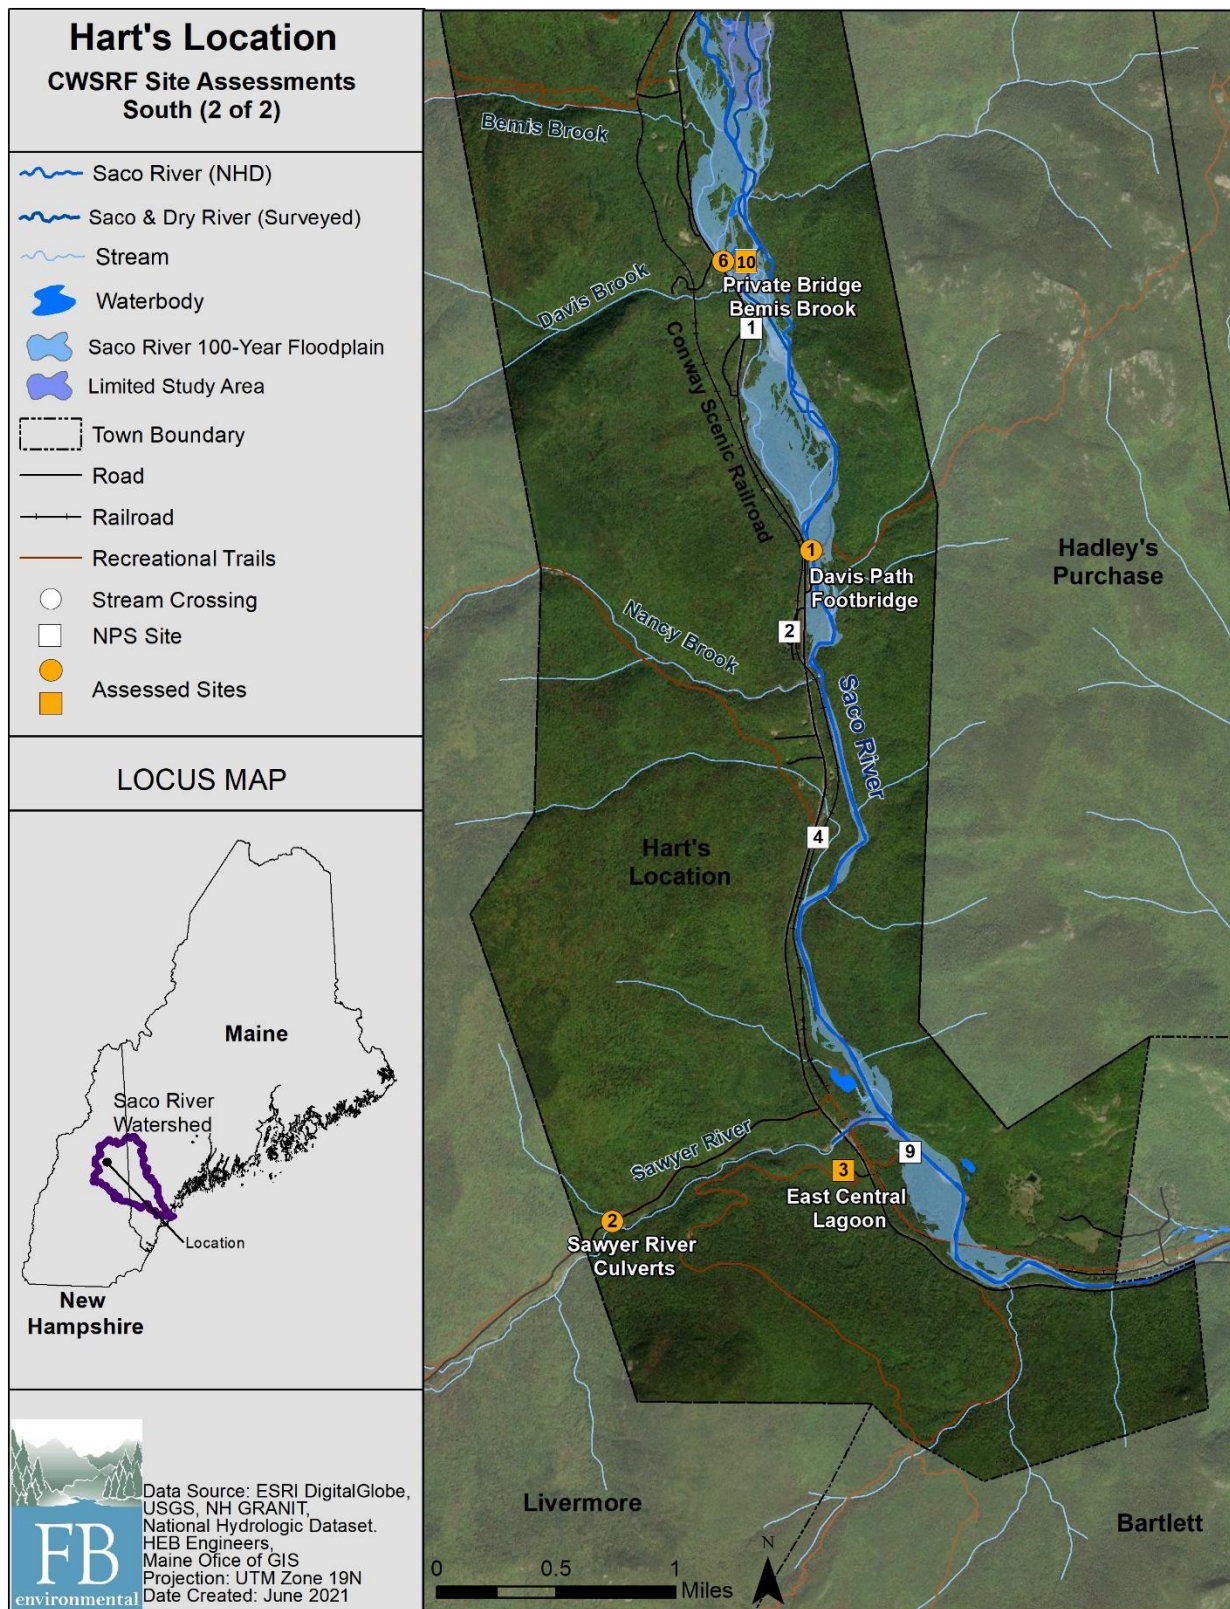 Hart's Location
CWSRF Site Assessments
South (2 of 2)
Saco River (NHD)
Saco & Dry River (Surveyed)
Stream
Waterbody
Saco River 100-Year Floodplain
Limited Study Area
Town Boundary
Road
Railroad
Recreational Trails
Stream Crossing
NPS Site
Assessed Sites
LOCUS MAP
Maine
Saco River
Watershed
Location
New
Hampshire
FB
environmental
Data Source: ESRI DigitalGlobe,
USGS, NH GRANIT,
National Hydrologic Dataset.
HEB Engineers,
Maine Ofice of GIS
Projection: UTM Zone 19N
Date Created: June 2021
Bemis Brook
Davis Brook
6
10
Private Bridge
Bemis Brook
1
Conway Scenic Railroad
1
Davis Path
Footbridge
Hadley's
Purchase
Nancy Brook
2
Saco River
4
Hart's
Location
Sawyer River
9
3
East Central
Lagoon
2
Sawyer River
Culverts
Livermore
Bartlett
N
0
0.5
1
Miles